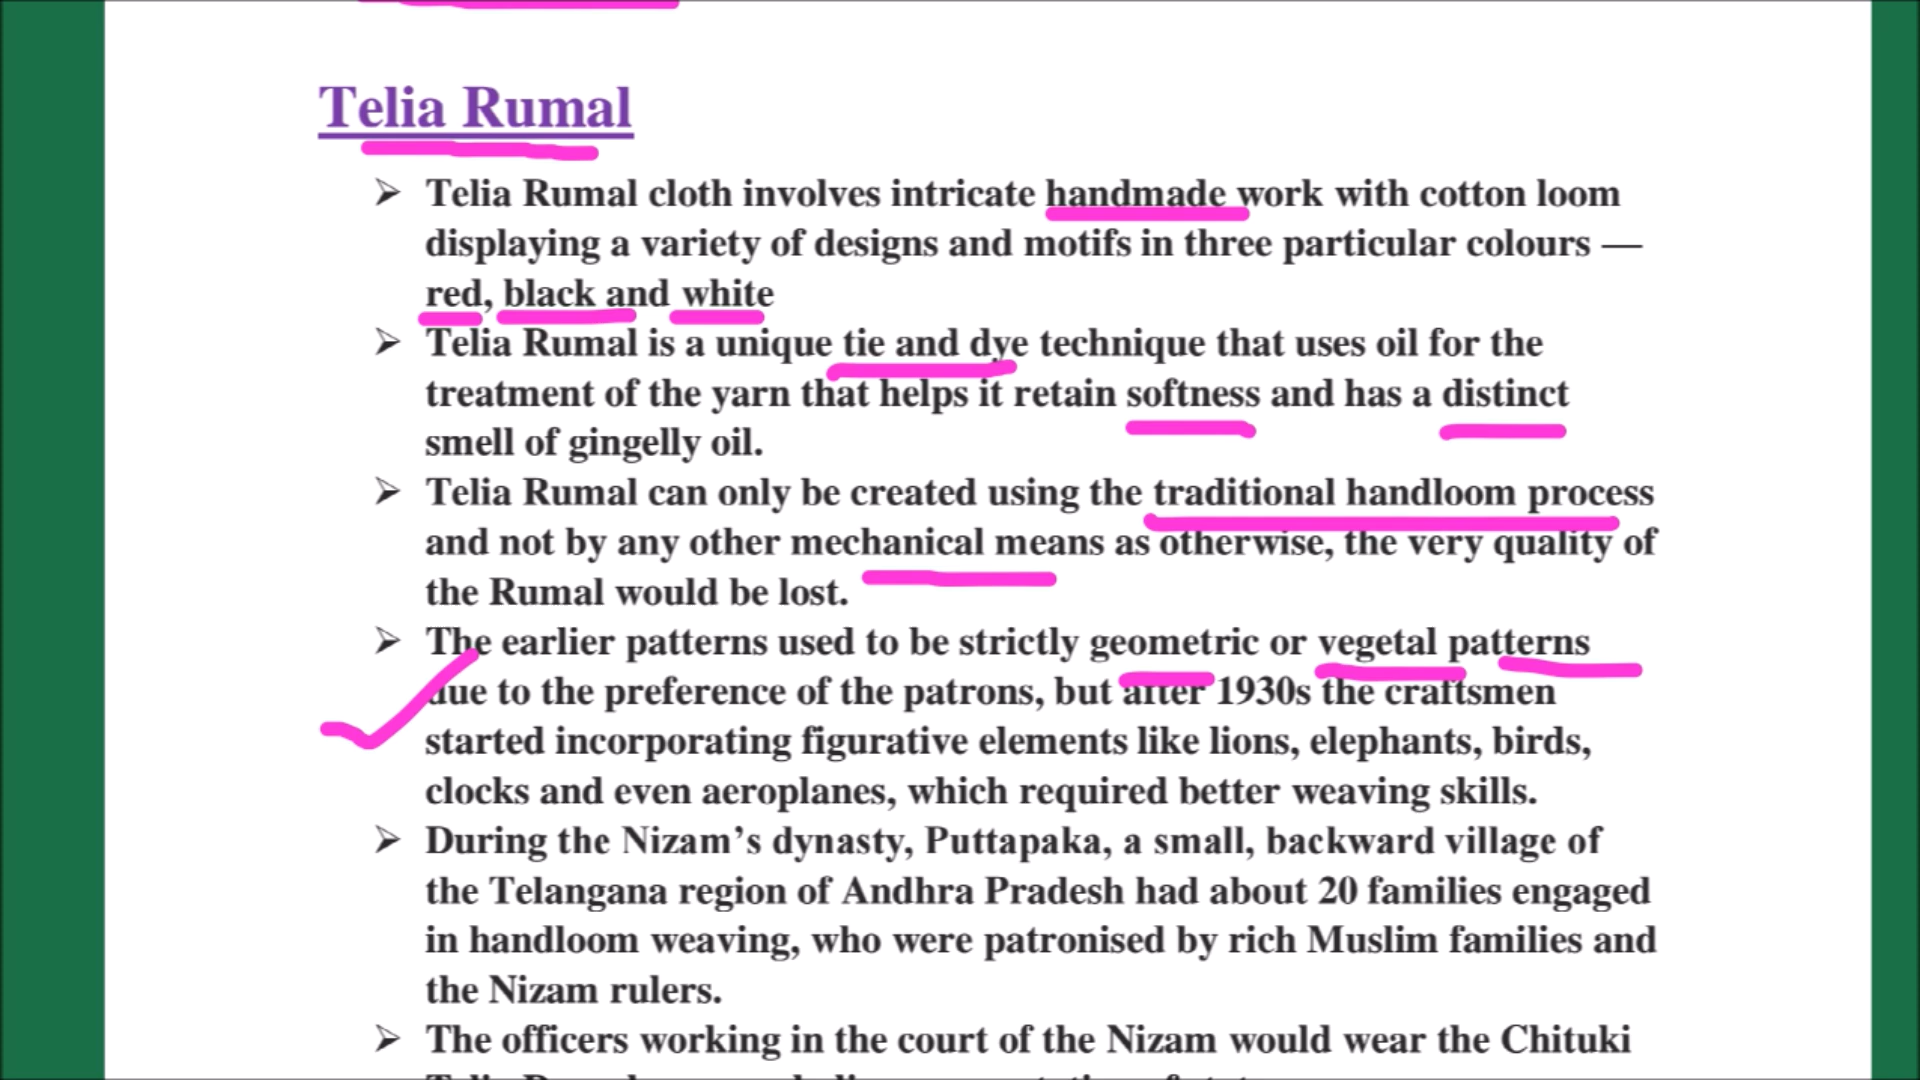 Telia Rumal
➢ Telia Rumal cloth involves intricate handmade work with cotton loom
displaying a variety of designs and motifs in three particular colours —
red, black and white
➢ Telia Rumal is a unique tie and dye technique that uses oil for the
treatment of the yarn that helps it retain softness and has a distinct
smell of gingelly oil.
➢ Telia Rumal can only be created using the traditional handloom process
and not by any other mechanical means as otherwise, the very quality of
the Rumal would be lost.
➢ The earlier patterns used to be strictly geometric or vegetal patterns
due to the preference of the patrons, but after 1930s the craftsmen
started incorporating figurative elements like lions, elephants, birds,
clocks and even aeroplanes, which required better weaving skills.
➢ During the Nizam’s dynasty, Puttapaka, a small, backward village of
the Telangana region of Andhra Pradesh had about 20 families engaged
in handloom weaving, who were patronised by rich Muslim families and
the Nizam rulers.
➢ The officers working in the court of the Nizam would wear the Chituki